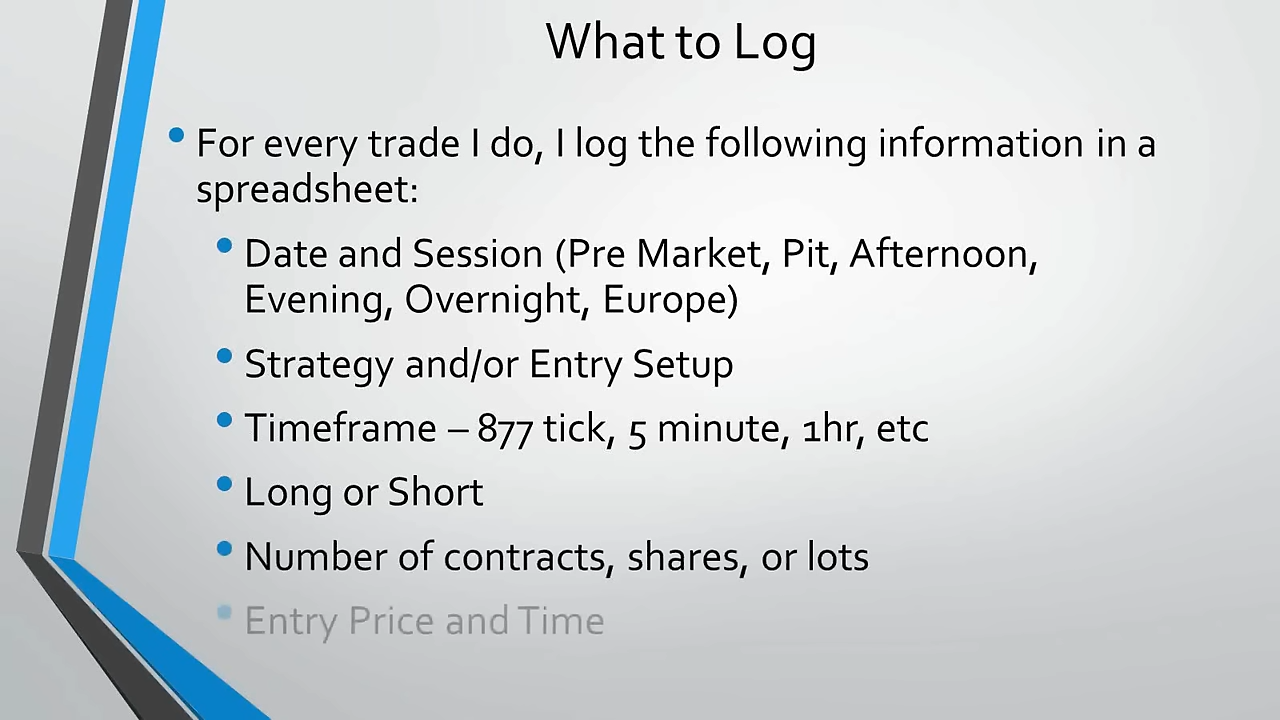 What to Log
• For every trade I do, I log the following information in a
spreadsheet:
• Date and Session (Pre Market, Pit, Afternoon,
Evening, Overnight, Europe)
• Strategy and/or Entry Setup
• Timeframe – 877 tick, 5 minute, 1hr, etc
• Long or Short
• Number of contracts, shares, or lots
• Entry Price and Time